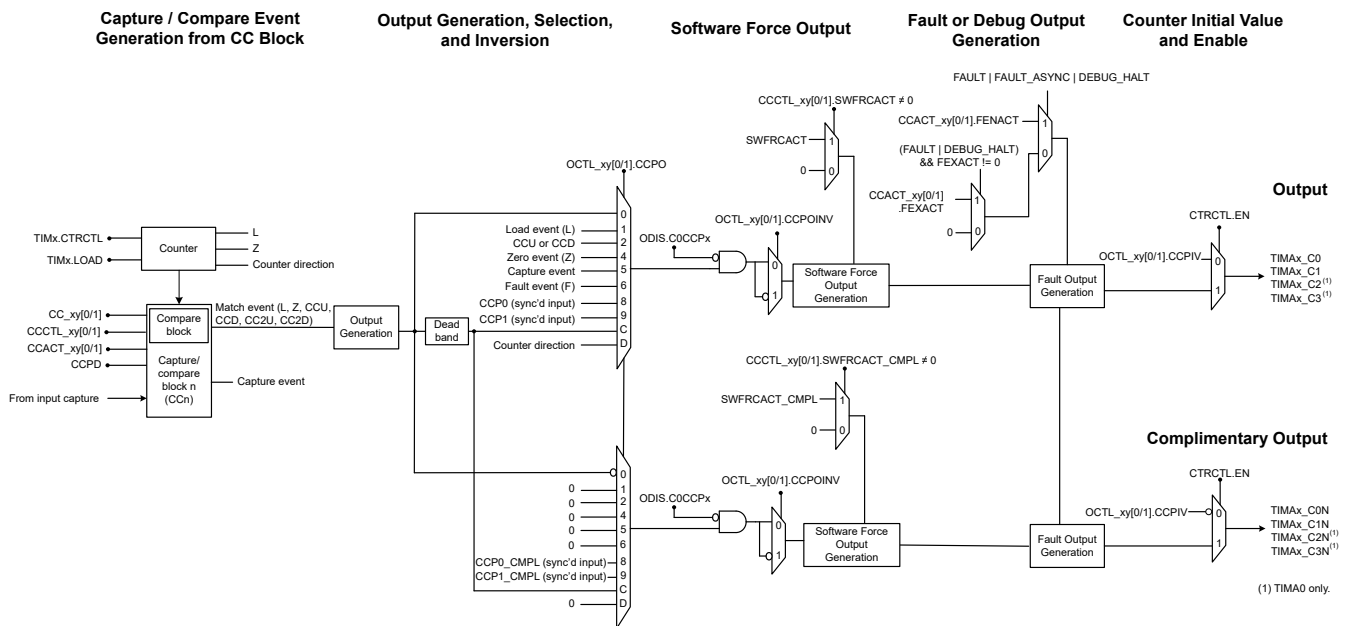 Capture / Compare Event
Generation from CC Block
Output Generation, Selection,
and Inversion
Software Force Output
Fault or Debug Output
Generation
Counter Initial Value
and Enable
FAULT | FAULT_ASYNC | DEBUG_HALT
CCCTL_xy[0/1].SWFRCACT ≠ 0
CCACT_xy[0/1].FENACT
1
0
SWFRCACT
1
0
0
(FAULT | DEBUG_HALT)
&& FEXACT != 0
CCACT_xy[0/1]
.FEXACT
1
0
0
OCTL_xy[0/1].CCPO
0
Load event (L)
1
CCU or CCD
2
Zero event (Z)
4
Capture event
5
Fault event (F)
6
CCP0 (sync'd input)
8
CCP1 (sync'd input)
9
C
Counter direction
D
OCTL_xy[0/1].CCPOINV
ODIS.C0CCPx
0
1
Software Force
Output
Generation
Fault Output
Generation
Output
CTRCTL.EN
OCTL_xy[0/1].CCPIV
0
1
TIMAx_C0
TIMAx_C1
TIMAx_C2(1)
TIMAx_C3(1)
TIMx.CTRCTL
TIMx.LOAD
Counter
L
Z
Counter direction
CC_xy[0/1]
CCCTL_xy[0/1]
CCACT_xy[0/1]
CCPD
From input capture
Compare
block
Capture/
compare
block n
(CCn)
Match event (L, Z, CCU,
CCD, CC2U, CC2D)
Capture event
Output
Generation
Dead
band
CCCTL_xy[0/1].SWFRCACT_CMPL ≠ 0
SWFRCACT_CMPL
1
0
0
0
0
1
0
2
0
4
0
5
0
6
CCP0_CMPL (sync'd input)
8
CCP1_CMPL (sync'd input)
9
C
0
D
OCTL_xy[0/1].CCPOINV
ODIS.C0CCPx
0
1
Software Force
Output
Generation
Fault Output
Generation
Complimentary Output
CTRCTL.EN
OCTL_xy[0/1].CCPIV
0
1
TIMAx_C0N
TIMAx_C1N
TIMAx_C2N(1)
TIMAx_C3N(1)
(1) TIMA0 only.